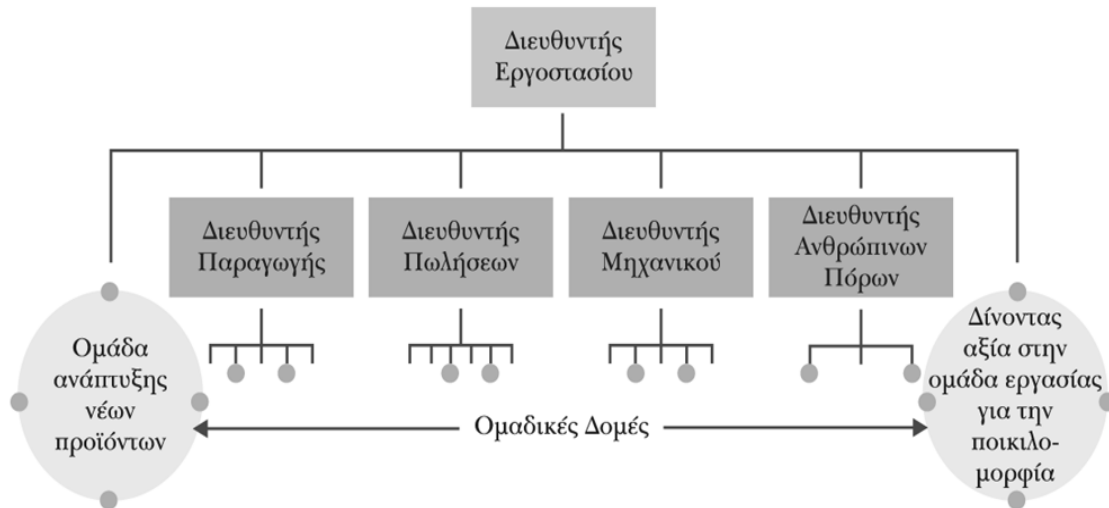 Διευθυντής
Εργοστασίου
Διευθυντής
Παραγωγής
Διευθυντής
Πωλήσεων
Διευθυντής
Μηχανικού
Διευθυντής
Ανθρώπινων
Πόρων
Ομάδα
ανάπτυξης
νέων
προϊόντων
Ομαδικές Δομές
Δίνοντας
αξία στην
ομάδα εργασίας
για την
ποικιλο-
μορφία